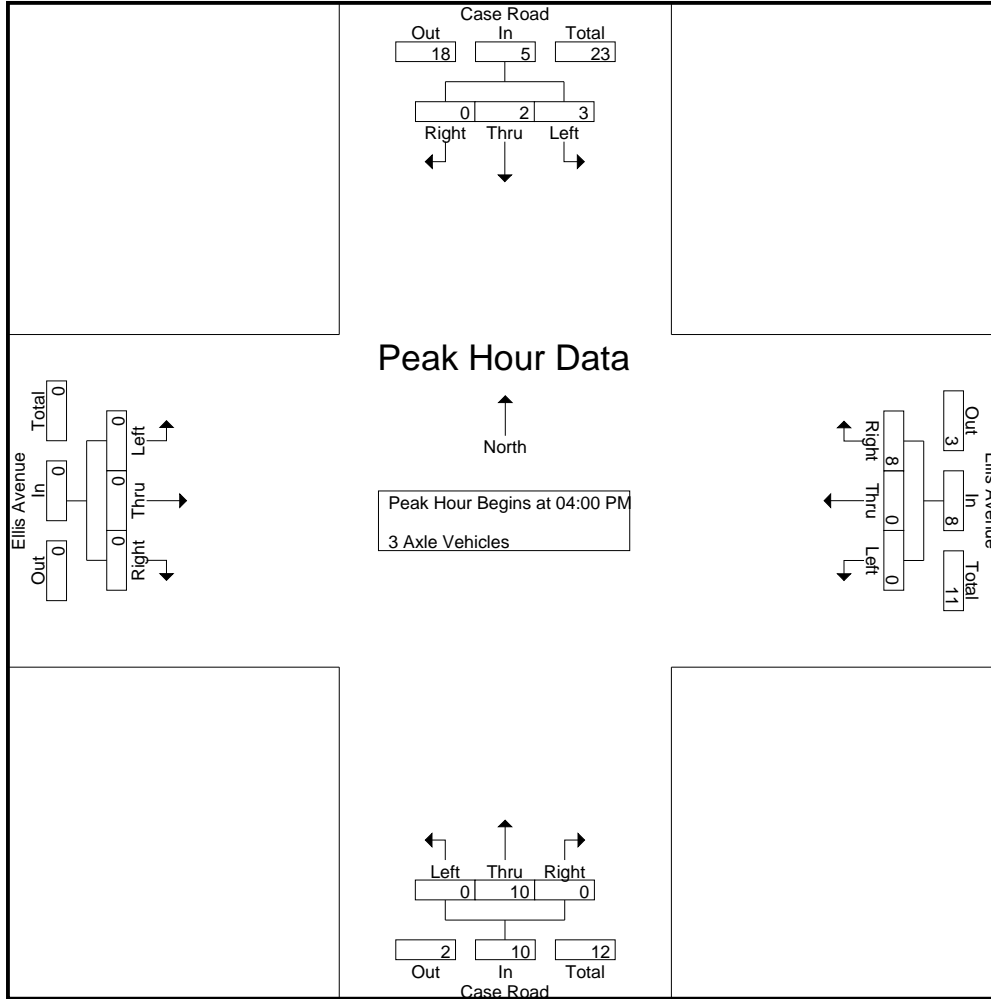 Case Road
Out In Total
18 5 23
0 2 3
Right Thru Left
Peak Hour Data
North
Peak Hour Begins at 04:00 PM
3 Axle Vehicles
Ellis Avenue
Total In Out
0 0 0
0 0 0
Left Thru Right
Ellis Avenue
Out In Total
3 8 11
Right Thru Left
8 0 0
Left Thru Right
0 10 0
2 10 12
Out In Total
Case Road